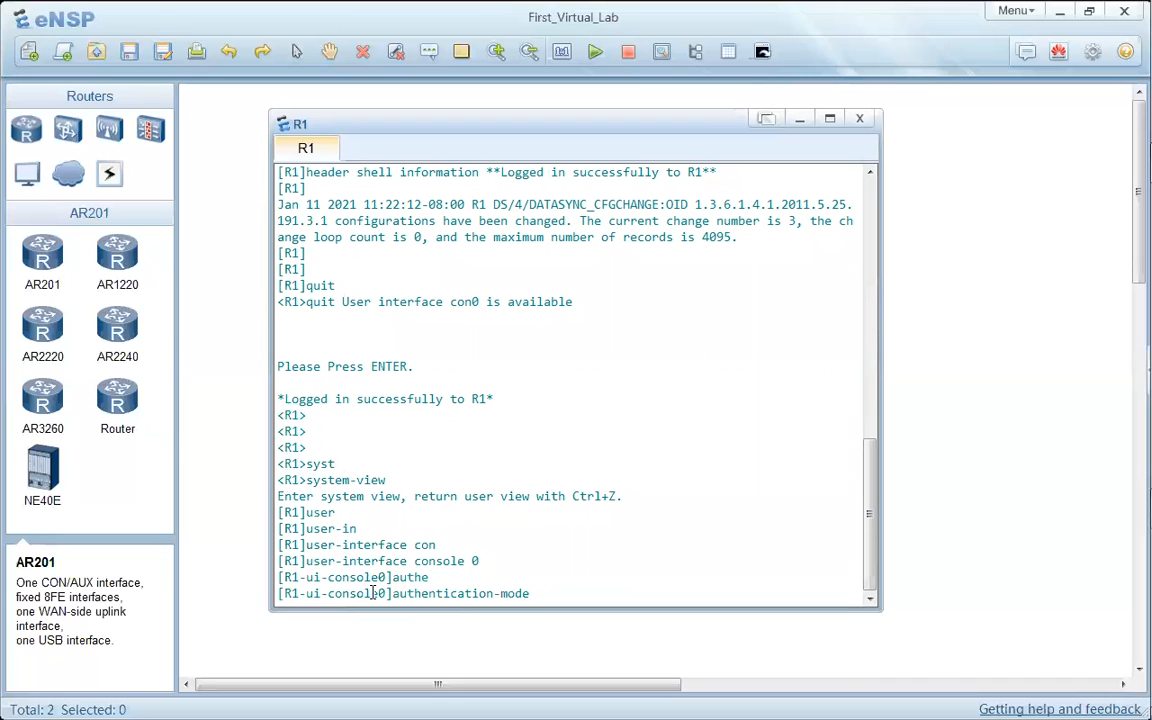 eNSP
First_Virtual_Lab
Menu
Routers
AR201
AR201
AR1220
AR2220
AR2240
AR3260
Router
NE40E
AR201
One CON/AUX interface,
fixed 8FE interfaces,
one WAN-side uplink
interface,
one USB interface.
R1
R1
[R1]header shell information **Logged in successfully to R1**
[R1]
Jan 11 2021 11:22:12-08:00 R1 DS/4/DATASYNC_CFGCHANGE:OID 1.3.6.1.4.1.2011.5.25.
191.3.1 configurations have been changed. The current change number is 3, the ch
ange loop count is 0, and the maximum number of records is 4095.
[R1]
[R1]
[R1]quit
<R1>quit User interface con0 is available
Please Press ENTER.
*Logged in successfully to R1*
<R1>
<R1>
<R1>
<R1>syst
<R1>system-view
Enter system view, return user view with Ctrl+Z.
[R1]user
[R1]user-in
[R1]user-interface con
[R1]user-interface console 0
[R1-ui-console0]authe
[R1-ui-console0]authentication-mode
Total: 2 Selected: 0
Getting help and feedback